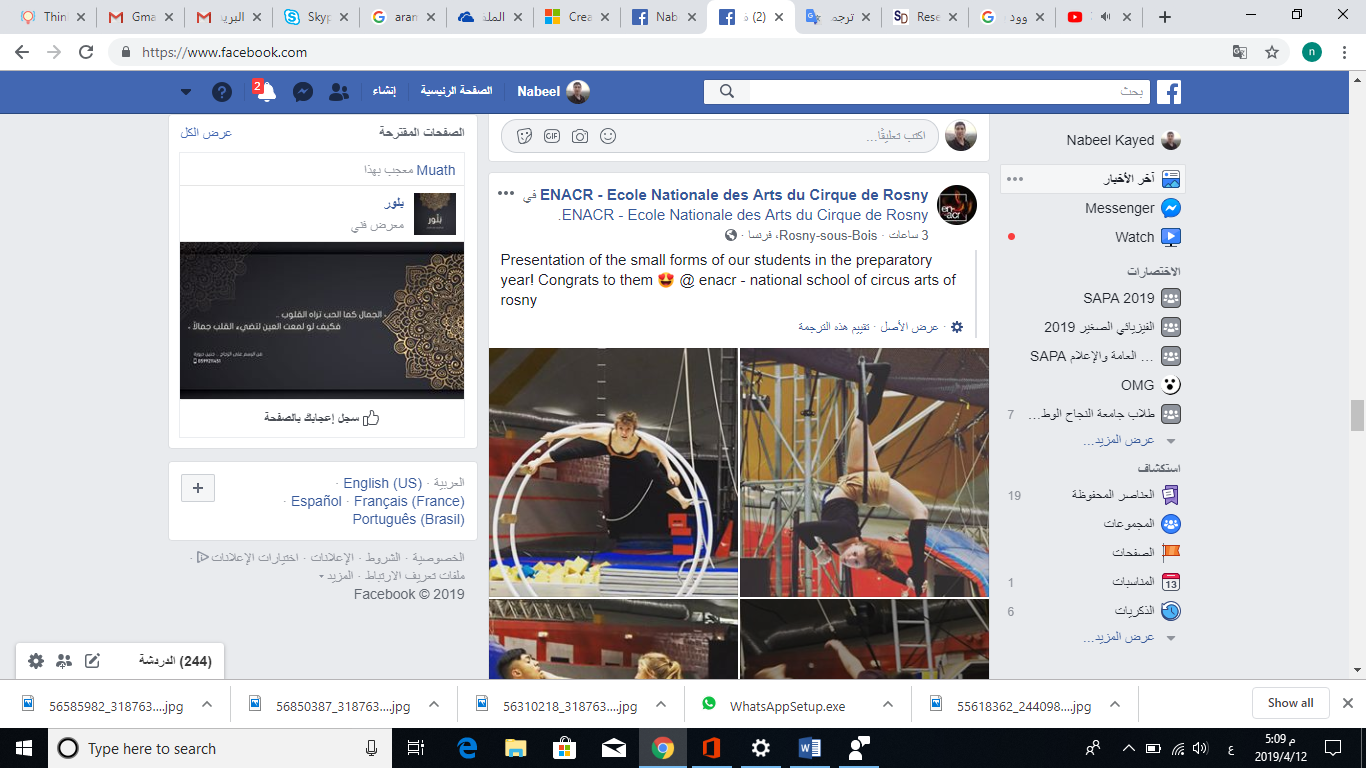 Thin
Gma
البري
Skyp
aran
الملة
Crea
Nab
(2)
ترجمة
Rese
وود
https://www.facebook.com
n
2
إنشاء
الصفحة الرئيسية
Nabeel
بحث
الصفحات المقترحة
عرض الكل
Muath معجب بهذا
بلّور
معرض فني
الجمال كما الحب تراه القلوب ..
فكيف لو لمعت العين لتضيء القلب جمالاً
سجل إعجابك بالصفحة
العربية · English (US) ·
Español · Français (France) ·
Português (Brasil)
الخصوصية · الشروط · الإعلانات · اختيارات الإعلانات ·
ملفات تعريف الارتباط · المزيد
Facebook © 2019
الدردشة (244)
اكتب تعليقًا...
ENACR - Ecole Nationale des Arts du Cirque de Rosny في
ENACR - Ecole Nationale des Arts du Cirque de Rosny.
3 ساعات · Rosny-sous-Bois، فرنسا ·
Presentation of the small forms of our students in the preparatory
year! Congrats to them 😍 @ enacr - national school of circus arts of
rosny
· عرض الأصل · تقييم هذه الترجمة
Nabeel Kayed
آخر الأخبار
Messenger
Watch
الاختصارات
SAPA 2019
الفيزيائي الصغير 2019
SAPA العامة والإعلام ...
OMG
طلاب جامعة النجاح الوط... 7
عرض المزيد...
استكشاف
العناصر المحفوظة 19
المجموعات
الصفحات
المناسبات 1
الذكريات 6
عرض المزيد...
56585982_318763....jpg
56850387_318763....jpg
56310218_318763....jpg
WhatsAppSetup.exe
55618362_244098....jpg
Show all
Type here to search
ع
5:09 م
2019/4/12